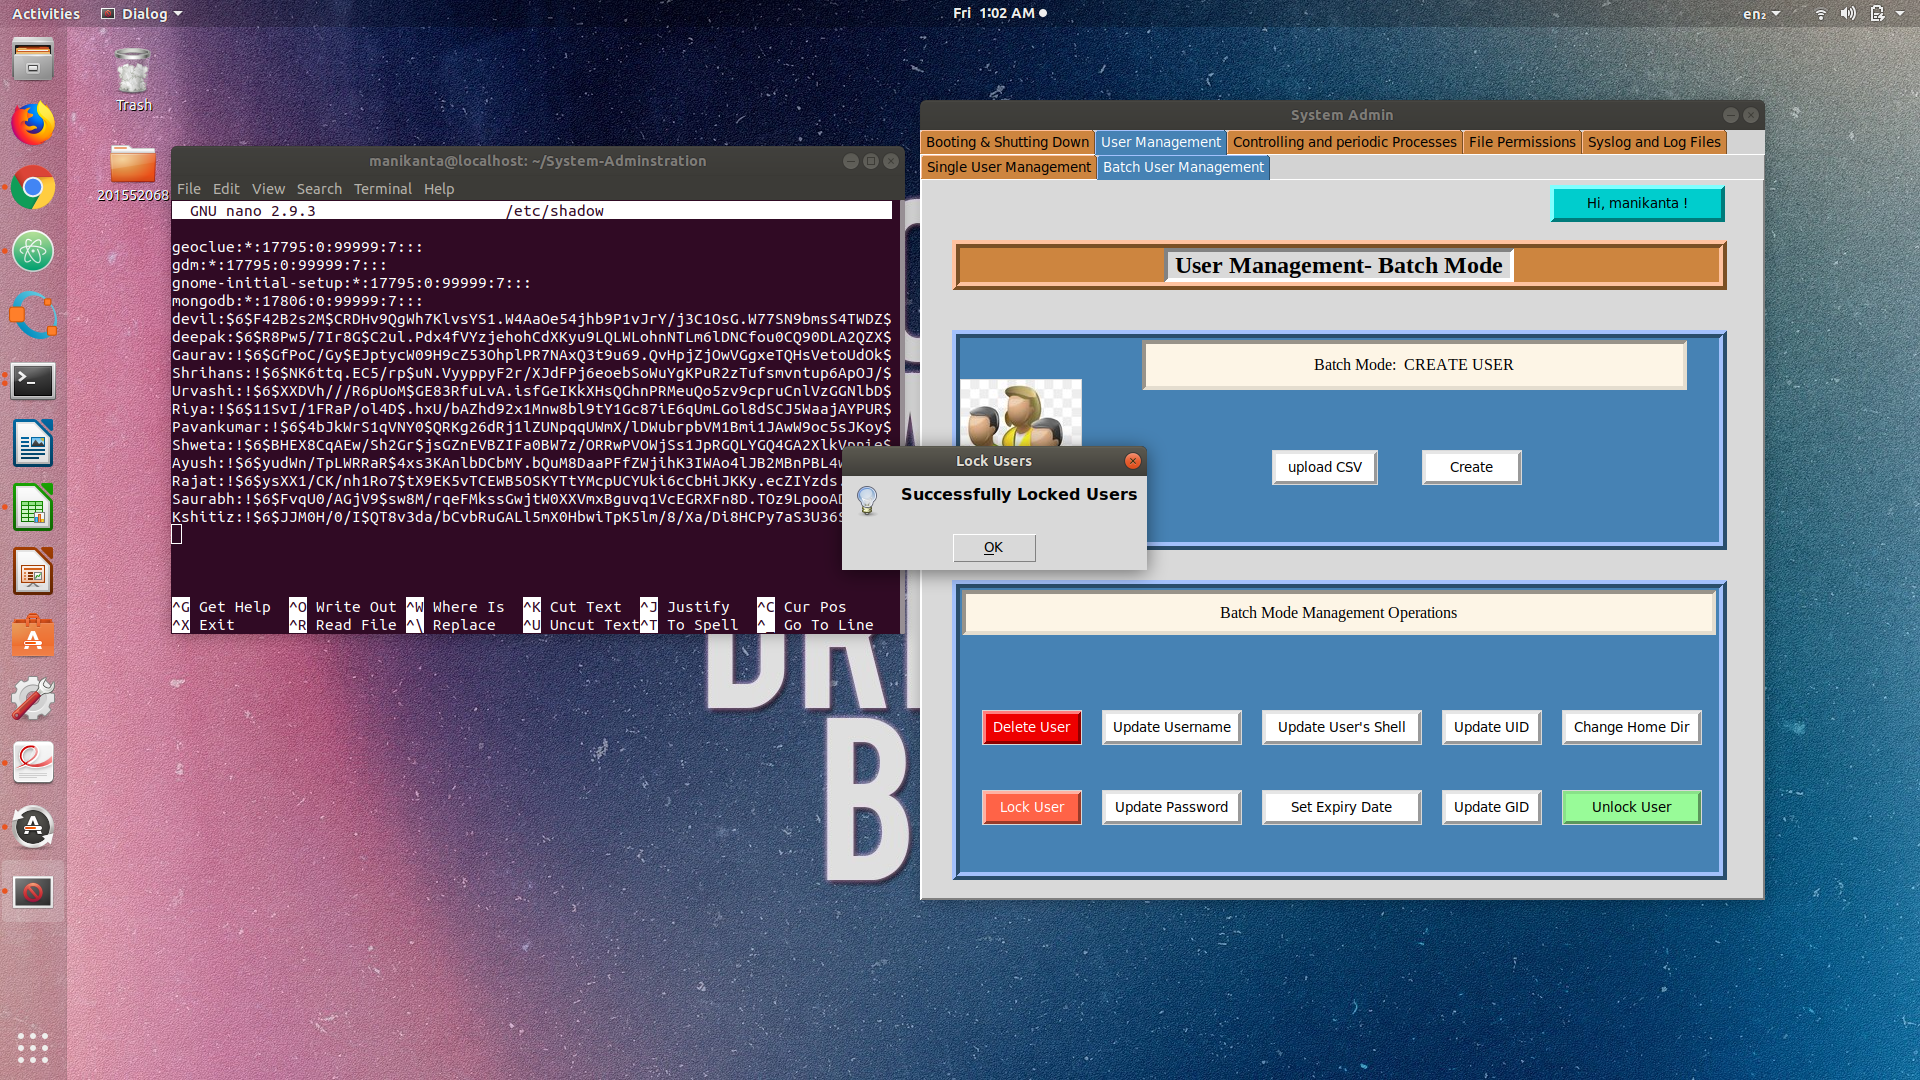 Activities
Dialog
Fri 1:02 AM
en₂
Trash
201552068
manikanta@localhost: ~/System-Adminstration
File Edit View Search Terminal Help
GNU nano 2.9.3 /etc/shadow
geoclue:*:17795:0:99999:7:::
gdm:*:17795:0:99999:7:::
gnome-initial-setup:*:17795:0:99999:7:::
mongodb:*:17806:0:99999:7:::
devil:$6$F42B2s2M$CRDHv9QgWh7KlvsYS1.W4AaOe54jhb9P1vJrY/j3C1OsG.W77SN9bmsS4TWDZ$
deepak:$6$R8Pw5/7Ir8G$C2ul.Pdx4fVYzjehohCdXKyu9LQLWLohnNTLm6lDNCfou0CQ90DLA2QZX$
Gaurav:!$6$GfPoC/Gy$EJptycW09H9cZ53OhplPR7NAxQ3t9u69.QvHpjZjOwVGgxeTQHsVetoUdOk$
Shrihans:!$6$NK6ttq.EC5/rp$uN.VyyppyF2r/XJdFPj6eoebSoWuYgKPuR2zTufsmvntup6ApOJ/$
Urvashi:!$6$XXDVh///R6pUoM$GE83RfuLvA.isfGeIKkXHsQGhnPRMeuQo5zv9cpruCnlVzGGNlbD$
Riya:!$6$11SvI/1FRaP/ol4D$.hxU/bAZhd92x1Mnw8bl9tY1Gc87iE6qUmLGol8dSCJ5WaajAYPUR$
Pavankumar:!$6$4bJkWrS1qVNY0$QRKg26dRj1lZUNpqqUWmX/lDWubrpbVM1Bmi1JAwW9oc5sJKoy$
Shweta:!$6$BHEX8CqAEw/Sh2Gr$jsGZnEVBZIFa0BW7z/ORRwPVOWjSs1JpRGQLYGQ4GA2XlkVpnie$
Ayush:!$6$yudWn/TpLWRRaR$4xs3KAnlbDCbMY.bQuM8DaaPFfZWjihK3IWAo4lJB2MBnPBL4
Rajat:!$6$ysXX1/CK/nh1Ro7$tX9EK5vTCEWB5OSKYTtYMcpUCYUki6cCbHiJKKy.ecZIYzds
Saurabh:!$6$FvqU0/AGjV9$sw8M/rqeFMkssGwjtW0XXVmxBguvq1VcEGRXFn8D.TOz9LpooA
Kshitiz:!$6$JJM0H/0/I$QT8v3da/bCvbRuGALl5mX0HbwiTpK5lm/8/Xa/Di8HCPy7aS3U36
^G Get Help ^O Write Out ^W Where Is ^K Cut Text ^J Justify ^C Cur Pos
^X Exit ^R Read File ^\ Replace ^U Uncut Text ^T To Spell ^_ Go To Line
System Admin
Booting & Shutting Down User Management Controlling and periodic Processes File Permissions Syslog and Log Files
Single User Management Batch User Management
Hi, manikanta !
User Management- Batch Mode
Batch Mode: CREATE USER
upload CSV Create
Lock Users
Successfully Locked Users
OK
Batch Mode Management Operations
Delete User Update Username Update User's Shell Update UID Change Home Dir
Lock User Update Password Set Expiry Date Update GID Unlock User